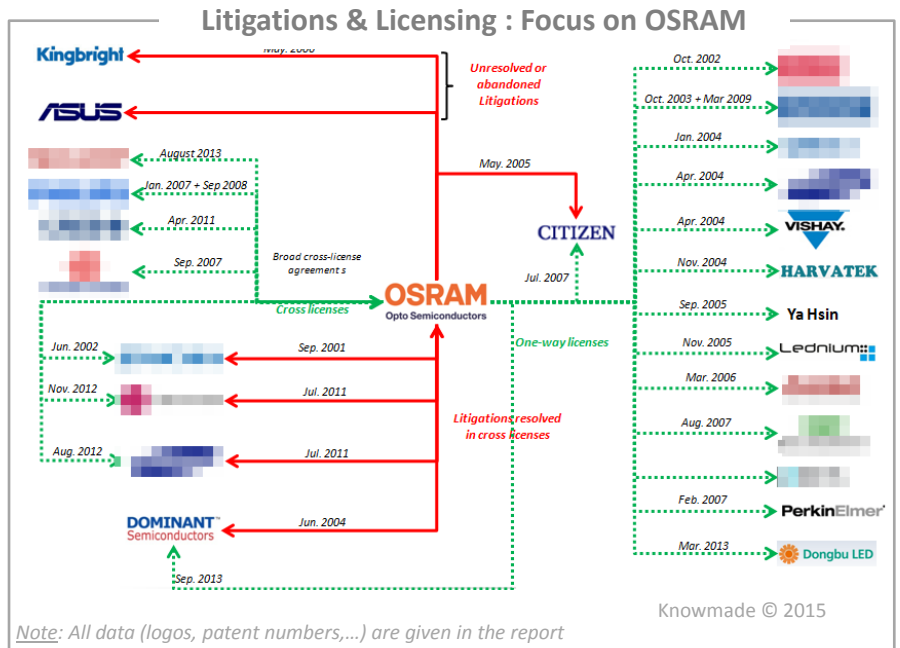 Litigations & Licensing : Focus on OSRAM
Kingbright
May. 2006
Unresolved or
abandoned
Litigations
Oct. 2002
ASUS
Oct. 2003 + Mar 2009
Jan. 2004
August 2013
May. 2005
Jan. 2007 + Sep 2008
Apr. 2004
Apr. 2011
CITIZEN
Apr. 2004
VISHAY.
Sep. 2007
Broad cross-license
agreement s
Jul. 2007
Nov. 2004
HARVATEK
OSRAM
Opto Semiconductors
Cross licenses
Sep. 2005
Ya Hsin
One-way licenses
Jun. 2002
Sep. 2001
Nov. 2005
Lednium
Nov. 2012
Jul. 2011
Mar. 2006
Litigations resolved
in cross licenses
Aug. 2007
Aug. 2012
Jul. 2011
Feb. 2007
PerkinElmer
DOMINANT™
Semiconductors
Jun. 2004
Mar. 2013
Dongbu LED
Sep. 2013
Knowmade © 2015
Note: All data (logos, patent numbers,...) are given in the report